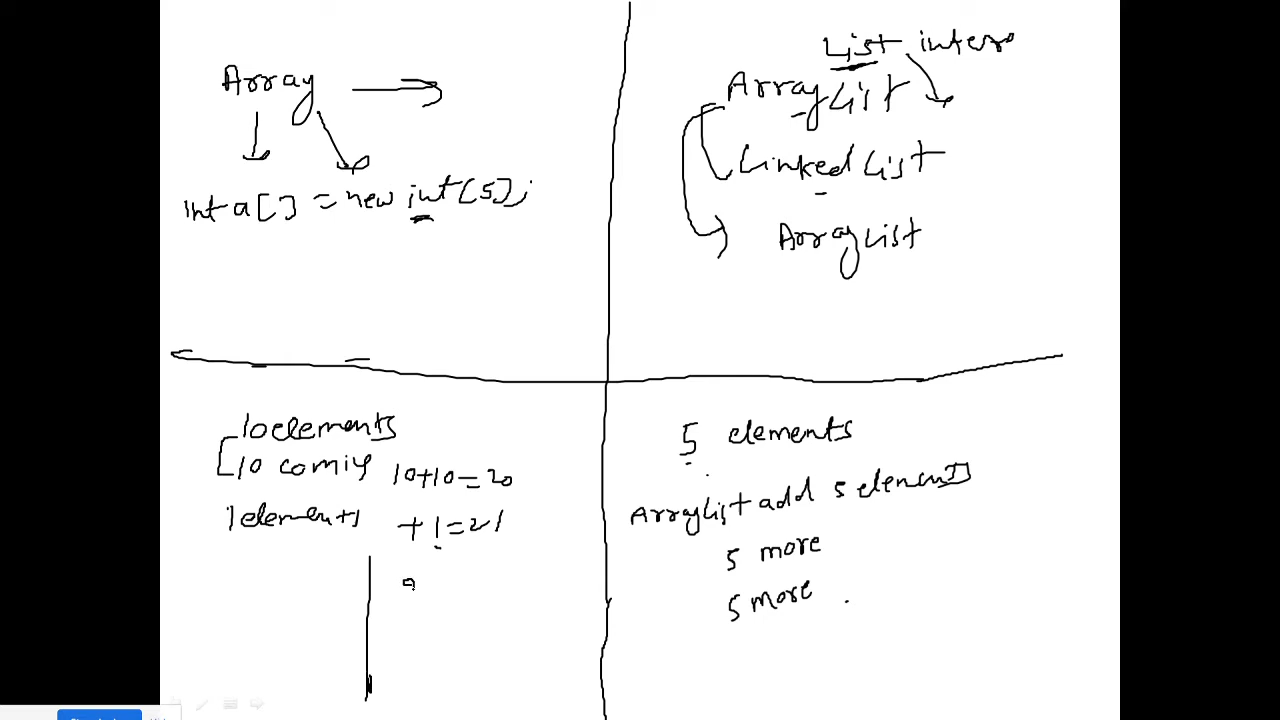 Array
int a[] = new int[5];
List inter
ArrayList
LinkedList
ArrayList
10 elements
10 coming 10+10=20
1 elements +1=21
5 elements
ArrayList add 5 elements
5 more
5 more